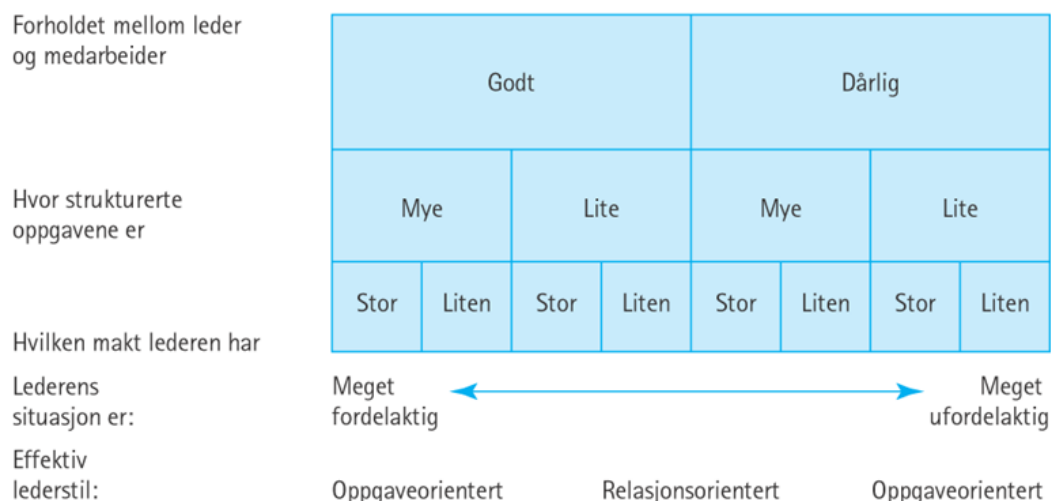 Forholdet mellom leder
og medarbeider
Godt
Dårlig
Hvor strukturerte
oppgavene er
Mye
Lite
Mye
Lite
Stor
Liten
Stor
Liten
Stor
Liten
Stor
Liten
Hvilken makt lederen har
Lederens
situasjon er:
Meget
fordelaktig
Meget
ufordelaktig
Effektiv
lederstil:
Oppgaveorientert
Relasjonsorientert
Oppgaveorientert